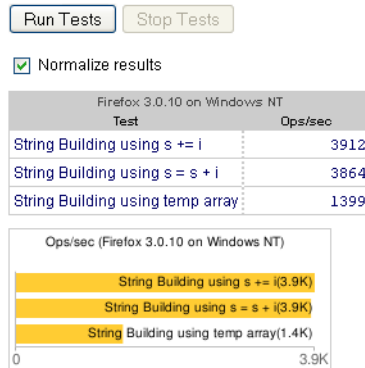 Run Tests Stop Tests
Normalize results
Firefox 3.0.10 on Windows NT
Test Ops/sec
String Building using s += i 3912
String Building using s = s + i 3864
String Building using temp array 1399
Ops/sec (Firefox 3.0.10 on Windows NT)
String Building using s += i(3.9K)
String Building using s = s + i(3.9K)
String Building using temp array(1.4K)
0 3.9K